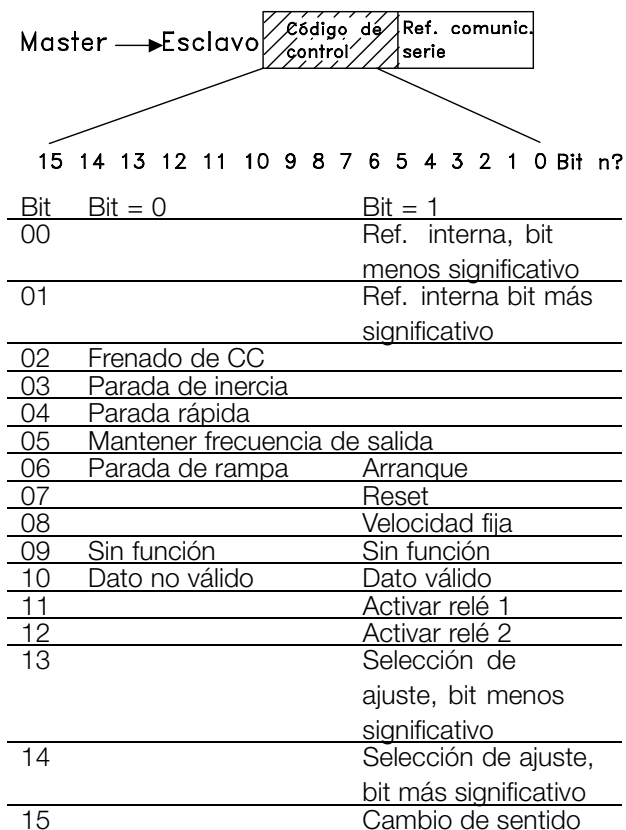 Master Esclavo Código de control Ref. comunic. serie
15 14 13 12 11 10 9 8 7 6 5 4 3 2 1 0 Bit n?
Bit Bit = 0 Bit = 1
00 Ref. interna, bit
menos significativo
01 Ref. interna bit más
significativo
02 Frenado de CC
03 Parada de inercia
04 Parada rápida
05 Mantener frecuencia de salida
06 Parada de rampa Arranque
07 Reset
08 Velocidad fija
09 Sin función Sin función
10 Dato no válido Dato válido
11 Activar relé 1
12 Activar relé 2
13 Selección de
ajuste, bit menos
significativo
14 Selección de ajuste,
bit más significativo
15 Cambio de sentido